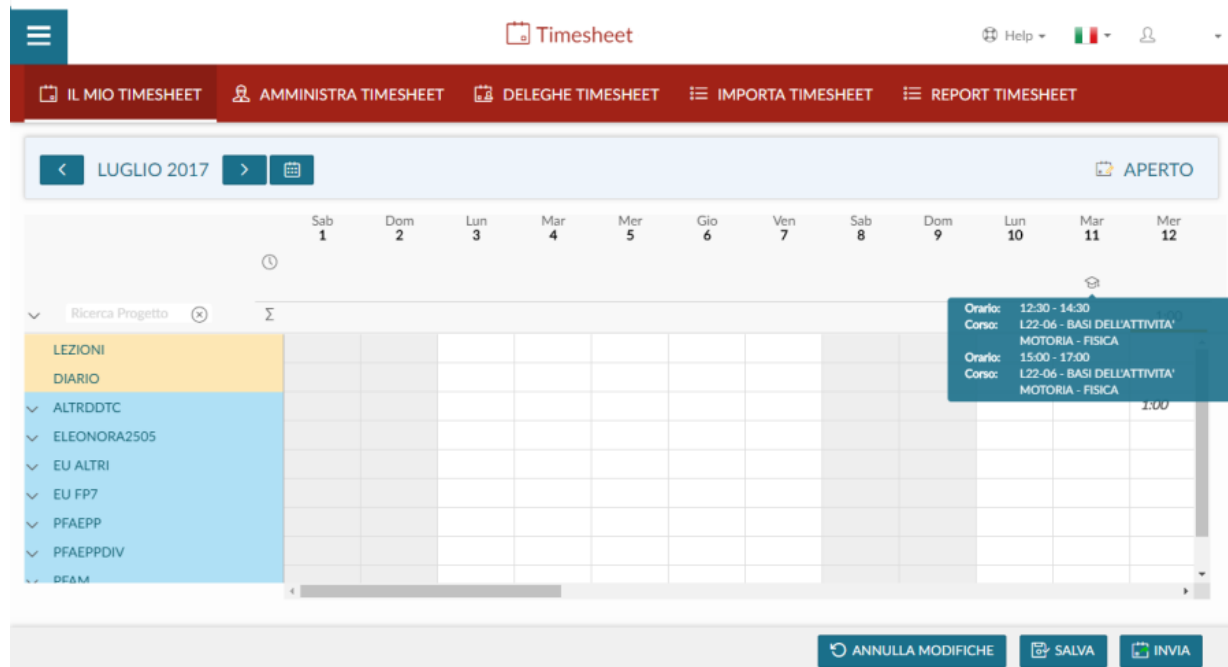 Timesheet
Help
IL MIO TIMESHEET
AMMINISTRA TIMESHEET
DELEGHE TIMESHEET
IMPORTA TIMESHEET
REPORT TIMESHEET
LUGLIO 2017
APERTO
Sab Dom Lun Mar Mer Gio Ven Sab Dom Lun Mar Mer
1 2 3 4 5 6 7 8 9 10 11 12
Ricerca Progetto Σ 1:00
Orario: 12:30 - 14:30
Corso: L22-06 - BASI DELL'ATTIVITA'
MOTORIA - FISICA
Orario: 15:00 - 17:00
Corso: L22-06 - BASI DELL'ATTIVITA'
MOTORIA - FISICA
LEZIONI
DIARIO
ALTRDDTC 1:00
ELEONORA2505
EU ALTRI
EU FP7
PFAEPP
PFAEPPDIV
PFAM
ANNULLA MODIFICHE
SALVA
INVIA